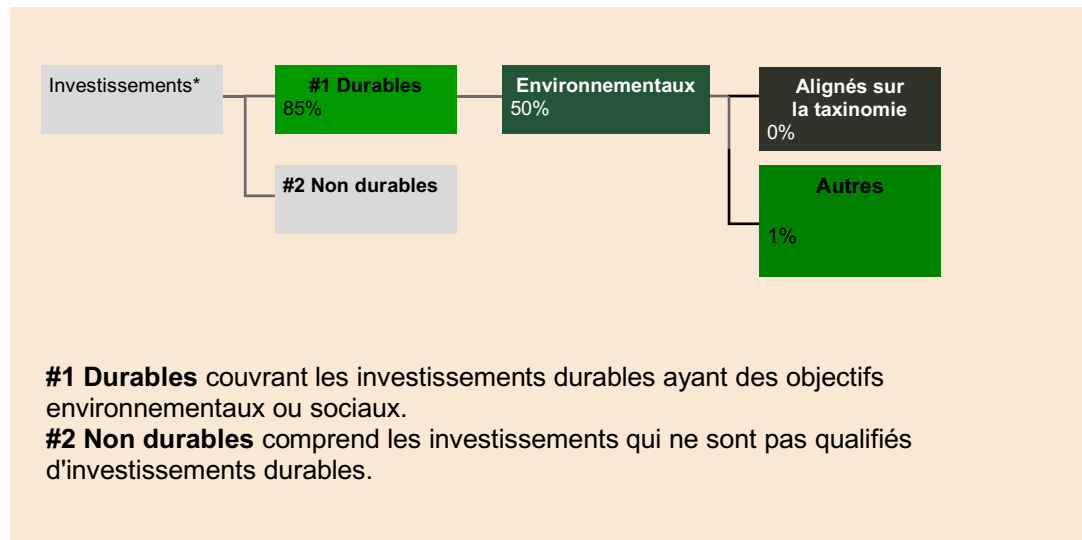 Investissements*
#1 Durables
85%
Environnementaux
50%
Alignés sur
la taxinomie
0%
#2 Non durables
Autres
1%
#1 Durables couvrant les investissements durables ayant des objectifs
environnementaux ou sociaux.
#2 Non durables comprend les investissements qui ne sont pas qualifiés
d'investissements durables.